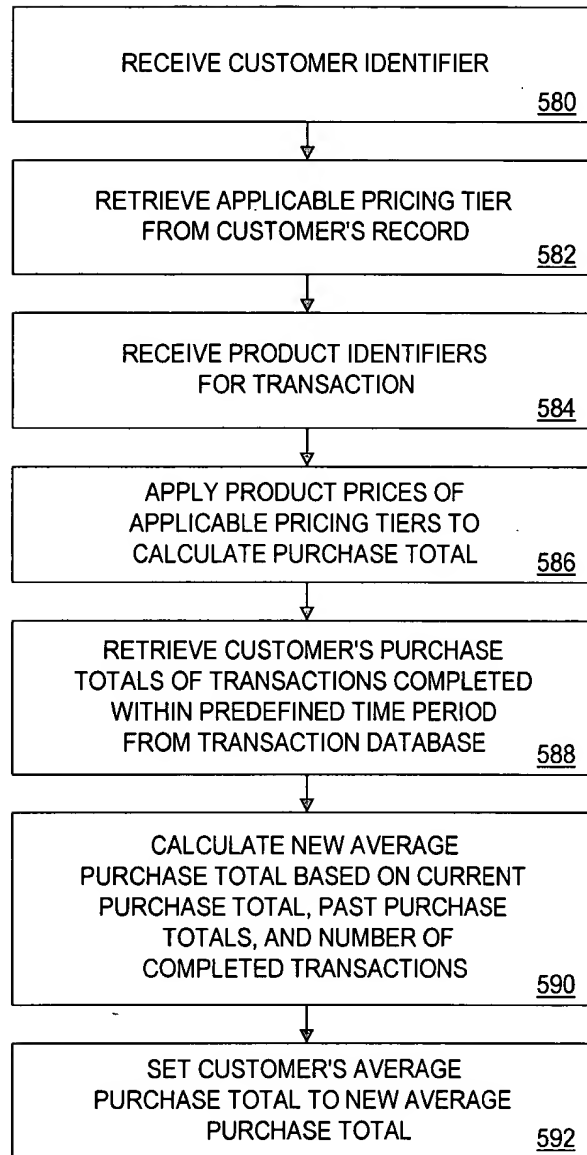 RECEIVE CUSTOMER IDENTIFIER
580
RETRIEVE APPLICABLE PRICING TIER
FROM CUSTOMER'S RECORD
582
RECEIVE PRODUCT IDENTIFIERS
FOR TRANSACTION
584
APPLY PRODUCT PRICES OF
APPLICABLE PRICING TIERS TO
CALCULATE PURCHASE TOTAL
586
RETRIEVE CUSTOMER'S PURCHASE
TOTALS OF TRANSACTIONS COMPLETED
WITHIN PREDEFINED TIME PERIOD
FROM TRANSACTION DATABASE
588
CALCULATE NEW AVERAGE
PURCHASE TOTAL BASED ON CURRENT
PURCHASE TOTAL, PAST PURCHASE
TOTALS, AND NUMBER OF
COMPLETED TRANSACTIONS
590
SET CUSTOMER'S AVERAGE
PURCHASE TOTAL TO NEW AVERAGE
PURCHASE TOTAL
592